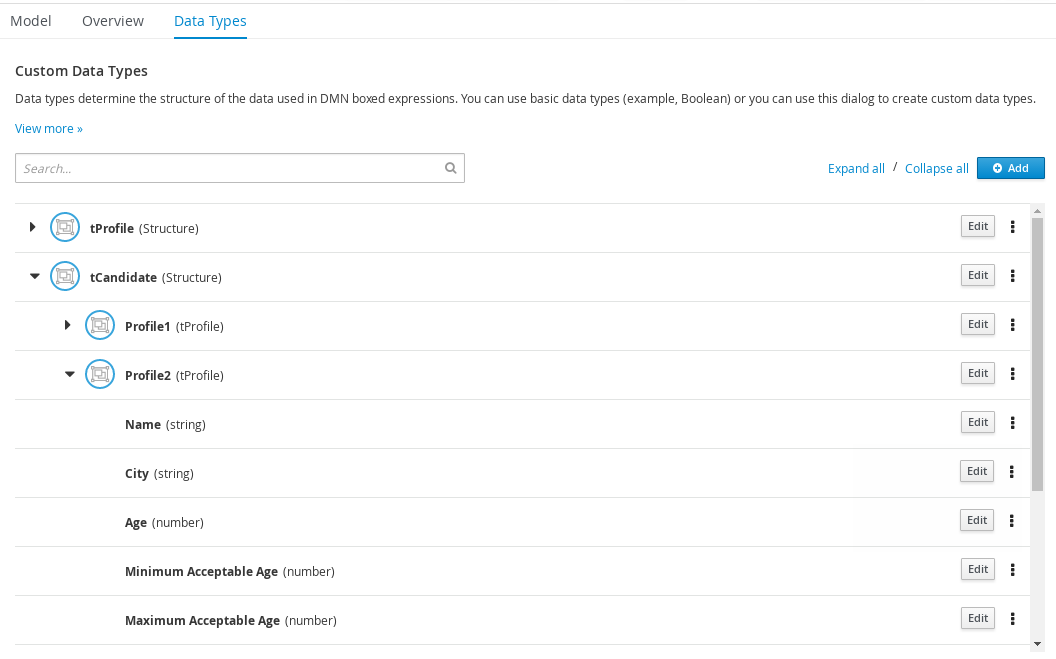 Model Overview Data Types
Custom Data Types
Data types determine the structure of the data used in DMN boxed expressions. You can use basic data types (example, Boolean) or you can use this dialog to create custom data types.
View more »
Search... Expand all / Collapse all Add
tProfile (Structure) Edit
tCandidate (Structure) Edit
Profile1 (tProfile) Edit
Profile2 (tProfile) Edit
Name (string) Edit
City (string) Edit
Age (number) Edit
Minimum Acceptable Age (number) Edit
Maximum Acceptable Age (number) Edit